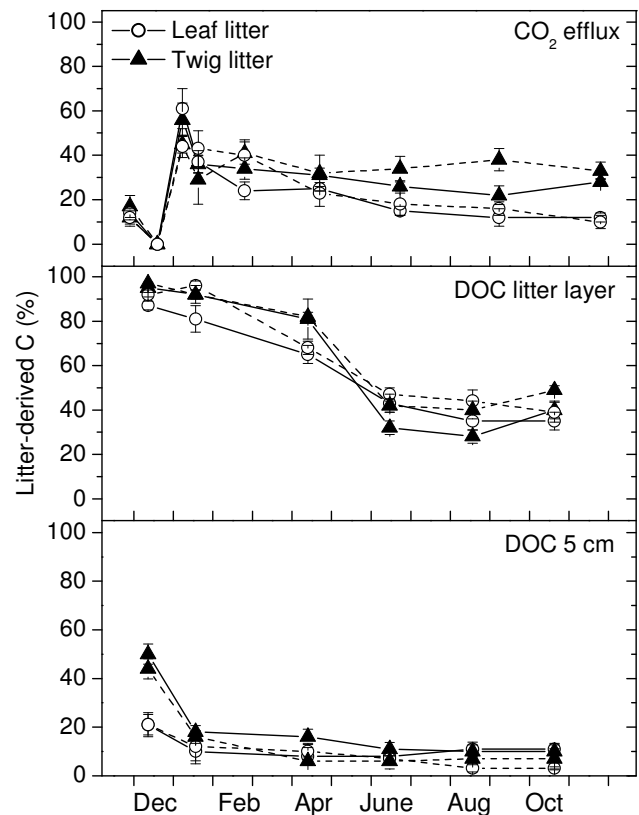 100
80
60
40
20
0
Leaf litter
Twig litter
CO2 efflux
100
80
60
40
20
0
DOC litter layer
Litter-derived C (%)
100
80
60
40
20
0
DOC 5 cm
Dec Feb Apr June Aug Oct